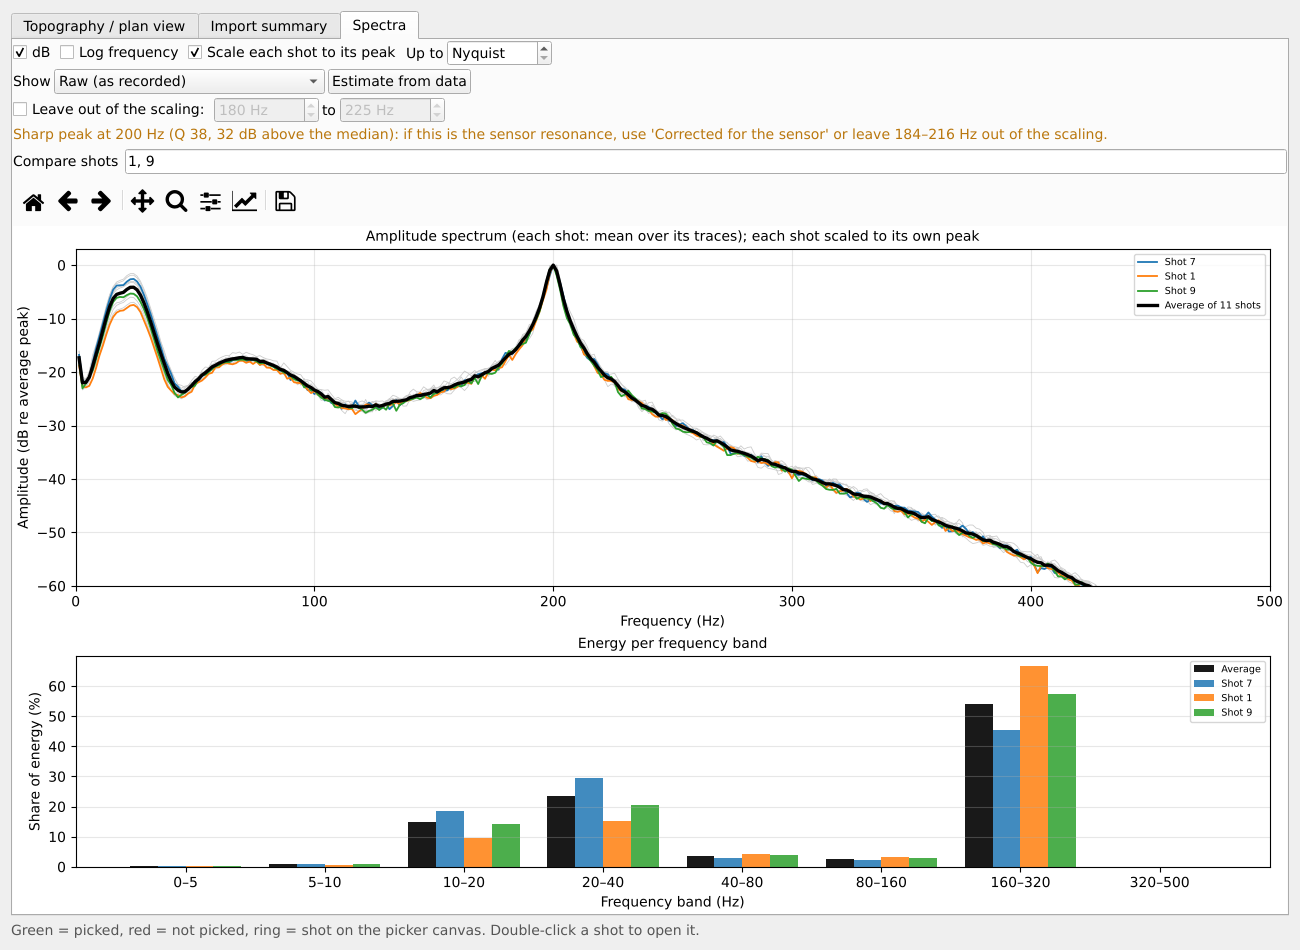 Topography / plan view Import summary Spectra
dB Log frequency Scale each shot to its peak Up to Nyquist
Show Raw (as recorded) Estimate from data
Leave out of the scaling: 180 Hz to 225 Hz
Sharp peak at 200 Hz (Q 38, 32 dB above the median): if this is the sensor resonance, use 'Corrected for the sensor' or leave 184–216 Hz out of the scaling.
Compare shots 1, 9
Amplitude spectrum (each shot: mean over its traces); each shot scaled to its own peak
Amplitude (dB re average peak)
0
−10
−20
−30
−40
−50
−60
Shot 7
Shot 1
Shot 9
Average of 11 shots
0 100 200 300 400 500
Frequency (Hz)
Energy per frequency band
Share of energy (%)
60
50
40
30
20
10
0
Average
Shot 7
Shot 1
Shot 9
0–5 5–10 10–20 20–40 40–80 80–160 160–320 320–500
Frequency band (Hz)
Green = picked, red = not picked, ring = shot on the picker canvas. Double-click a shot to open it.